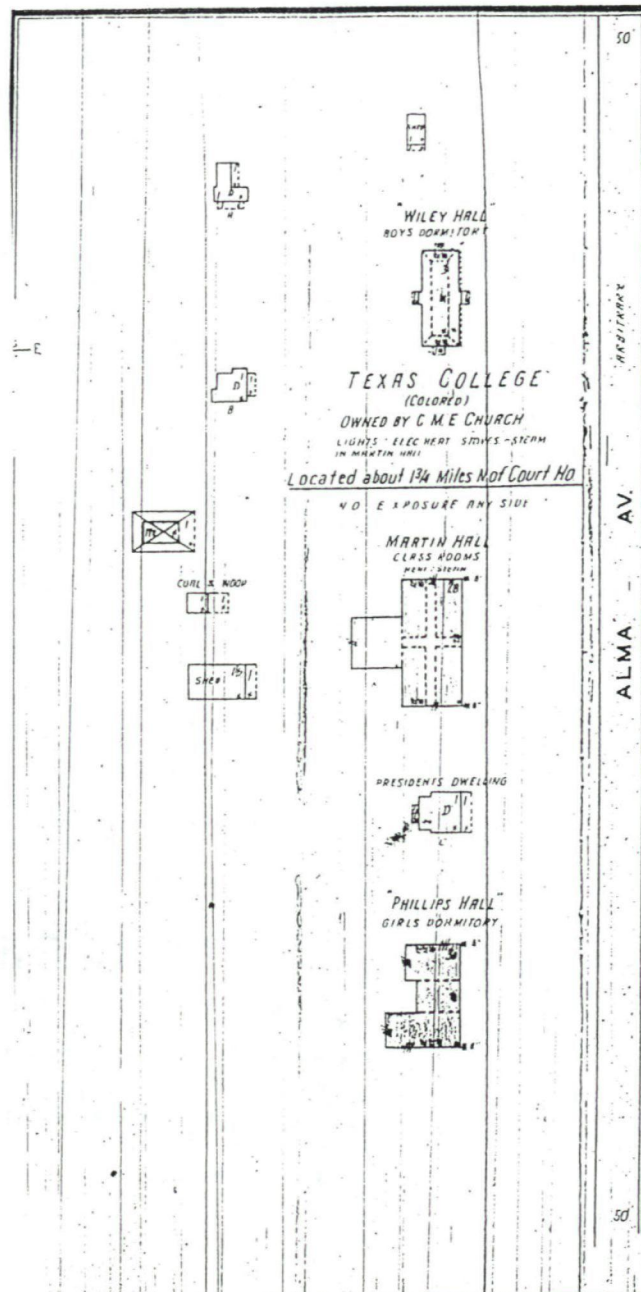 50
"WILEY HALL"
BOYS DORMITORY
ARBITRARY
E
D
A
TEXAS COLLEGE
(COLORED)
OWNED BY C.M.E. CHURCH
LIGHTS: ELEC HEAT STOVES - STEAM
IN MARTIN HALL
D
B
Located about 1¾ Miles N. of Court Ho
NO EXPOSURE ANY SIDE
ALMA AV.
MARTIN HALL
CLASS ROOMS
HEAT: STEAM
COAL & WOOD
SHED
PRESIDENTS DWELLING
D
C
"PHILLIPS HALL"
GIRLS DORMITORY
50